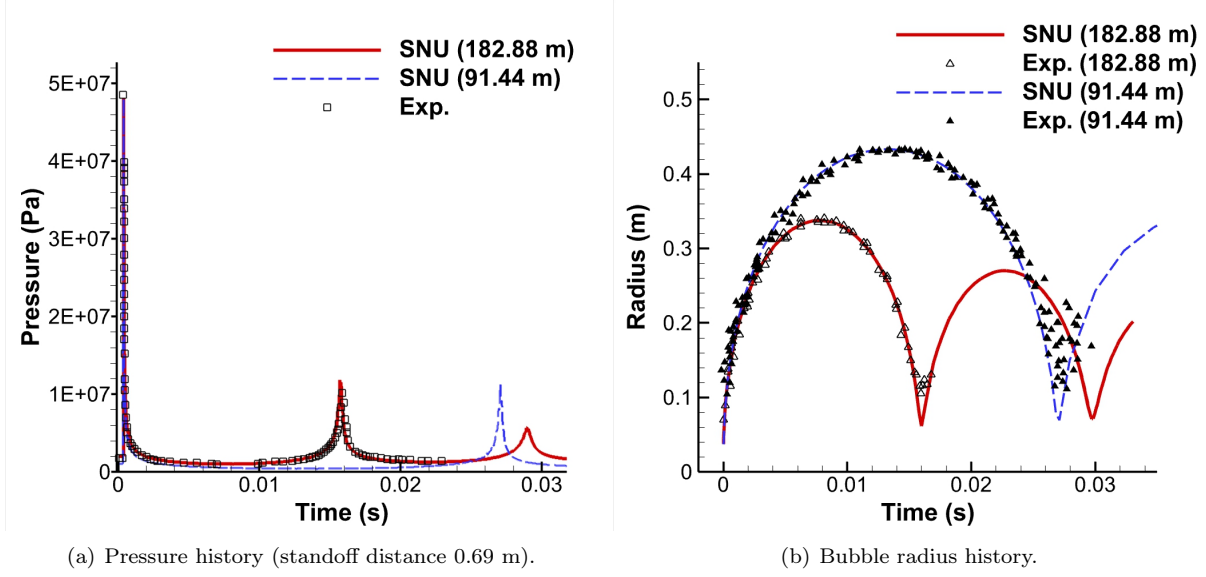 SNU (182.88 m)
SNU (91.44 m)
Exp.
5E+07
4E+07
3E+07
2E+07
1E+07
0
Pressure (Pa)
0 0.01 0.02 0.03
Time (s)
(a) Pressure history (standoff distance 0.69 m).
SNU (182.88 m)
Exp. (182.88 m)
SNU (91.44 m)
Exp. (91.44 m)
0.5
0.4
0.3
0.2
0.1
0
Radius (m)
0 0.01 0.02 0.03
Time (s)
(b) Bubble radius history.